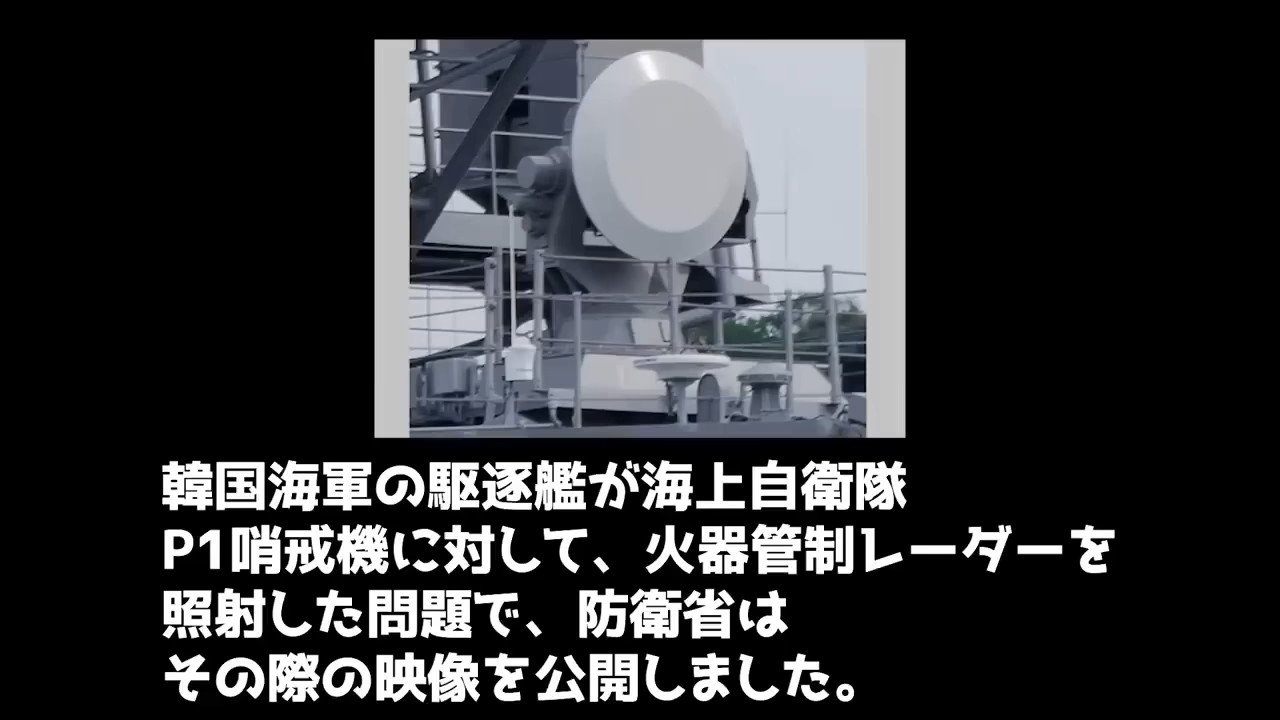 韓国海軍の駆逐艦が海上自衛隊
P1哨戒機に対して、火器管制レーダーを
照射した問題で、防衛省は
その際の映像を公開しました。